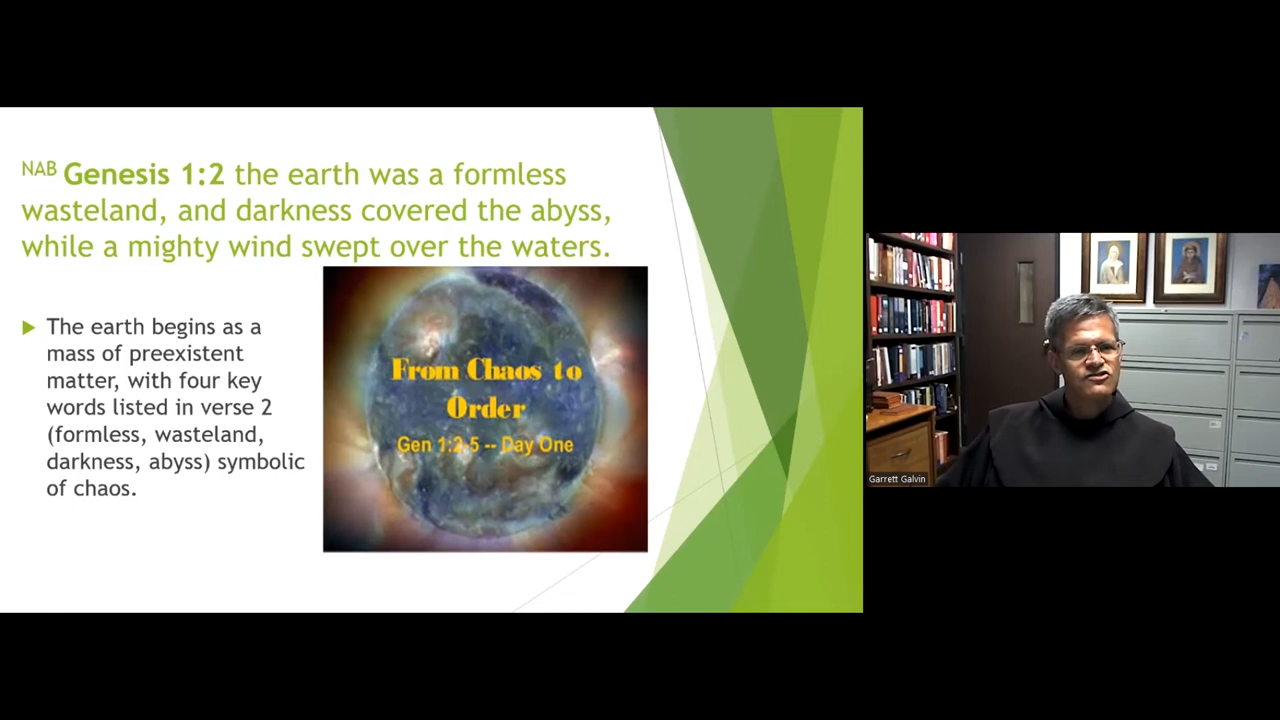 NAB Genesis 1:2 the earth was a formless
wasteland, and darkness covered the abyss,
while a mighty wind swept over the waters.
The earth begins as a
mass of preexistent
matter, with four key
words listed in verse 2
(formless, wasteland,
darkness, abyss) symbolic
of chaos.
From Chaos to
Order
Gen 1:2-5 -- Day One
Garrett Galvin